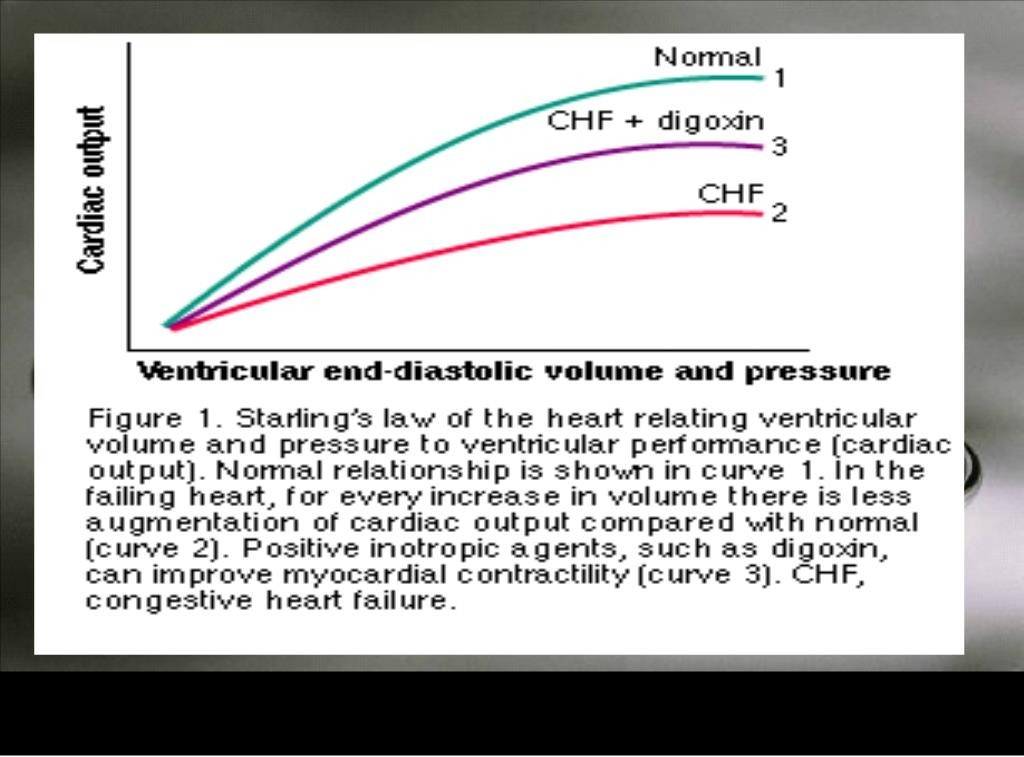 Normal
1
CHF + digoxin
3
CHF
2
Cardiac output
Ventricular end-diastolic volume and pressure
Figure 1. Starling's law of the heart relating ventricular
volume and pressure to ventricular performance (cardiac
output). Normal relationship is shown in curve 1. In the
failing heart, for every increase in volume there is less
augmentation of cardiac output compared with normal
(curve 2). Positive inotropic agents, such as digoxin,
can improve myocardial contractility (curve 3). CHF,
congestive heart failure.